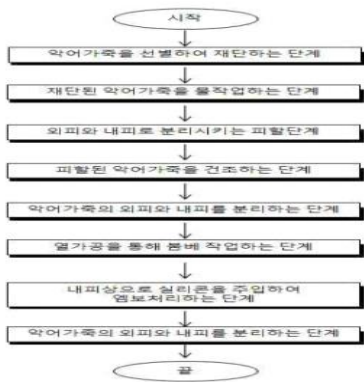 시작
악어가죽을 선별하여 재단하는 단계
재단된 악어가죽을 물작업하는 단계
외피와 내피로 분리시키는 피할단계
피할된 악어가죽을 건조하는 단계
악어가죽의 외피와 내피를 분리하는 단계
열가공을 통해 봄베 작업하는 단계
내피상으로 실리콘을 주입하여
엠보처리하는 단계
악어가죽의 외피와 내피를 분리하는 단계
끝